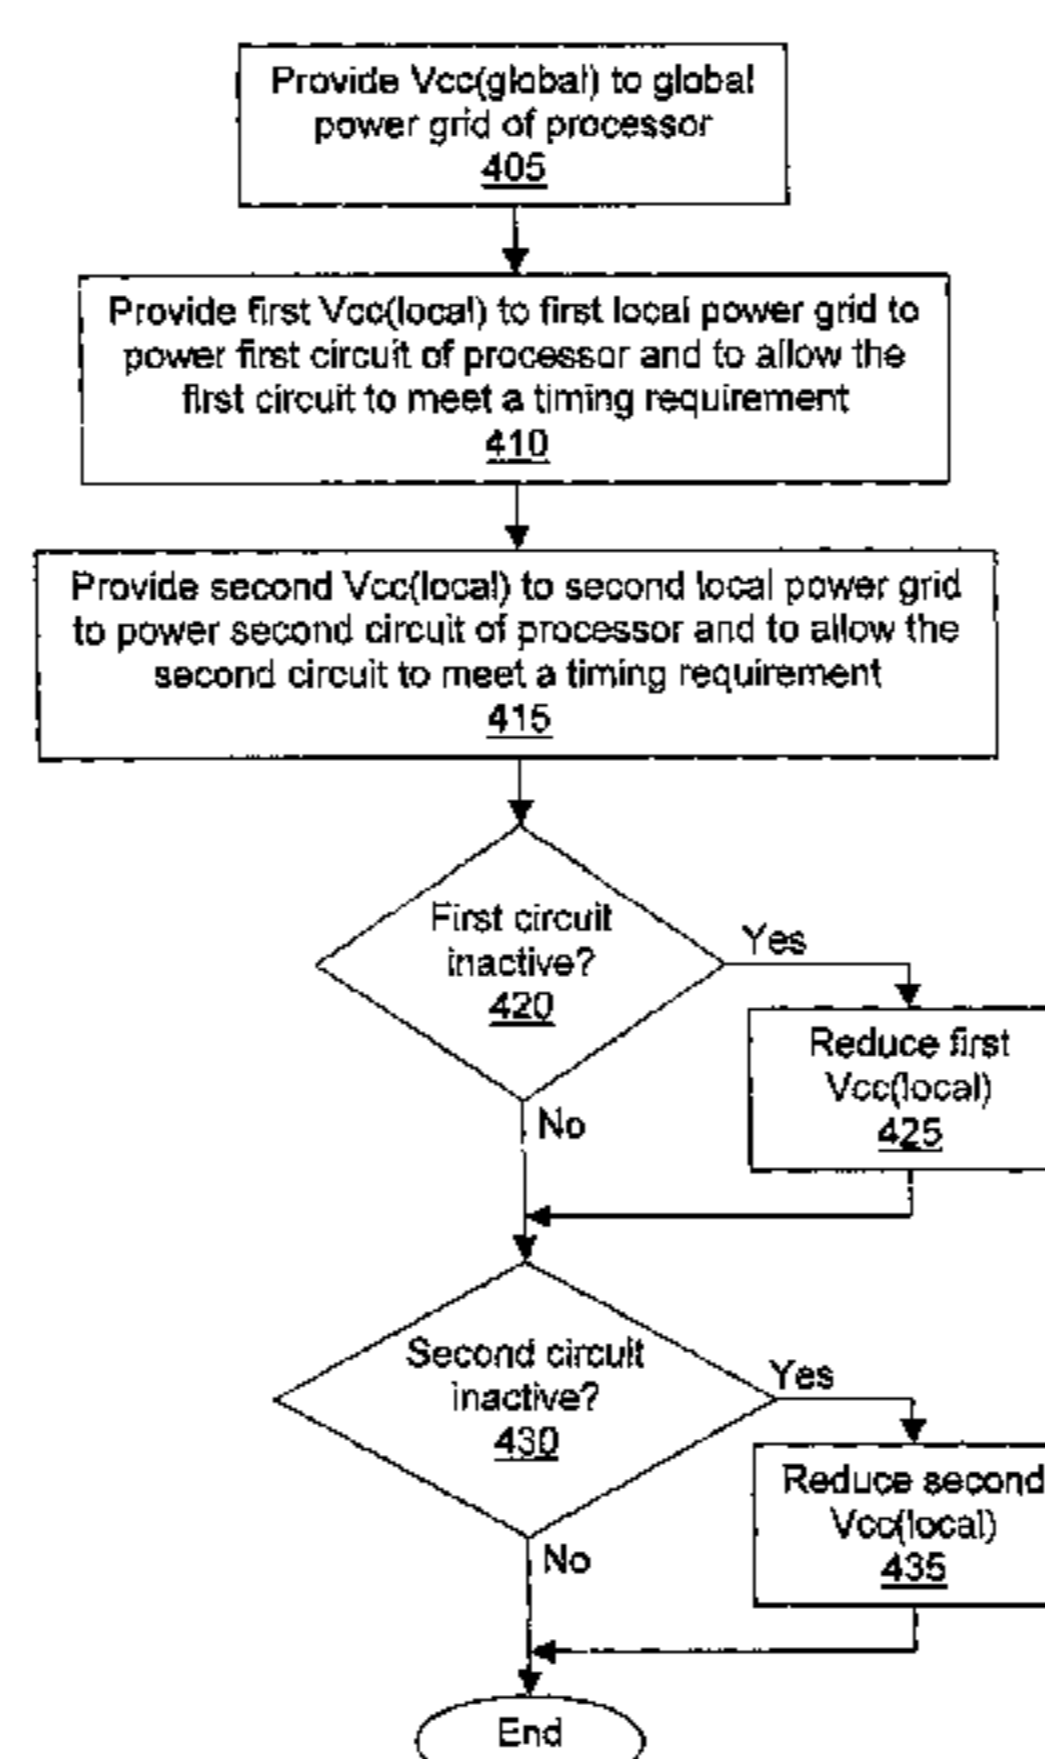 Provide Vcc(global) to global
power grid of processor
405
Provide first Vcc(local) to first local power grid to
power first circuit of processor and to allow the
first circuit to meet a timing requirement
410
Provide second Vcc(local) to second local power grid
to power second circuit of processor and to allow the
second circuit to meet a timing requirement
415
First circuit
inactive?
420
Yes
Reduce first
Vcc(local)
425
No
Second circuit
inactive?
430
Yes
Reduce second
Vcc(local)
435
No
End